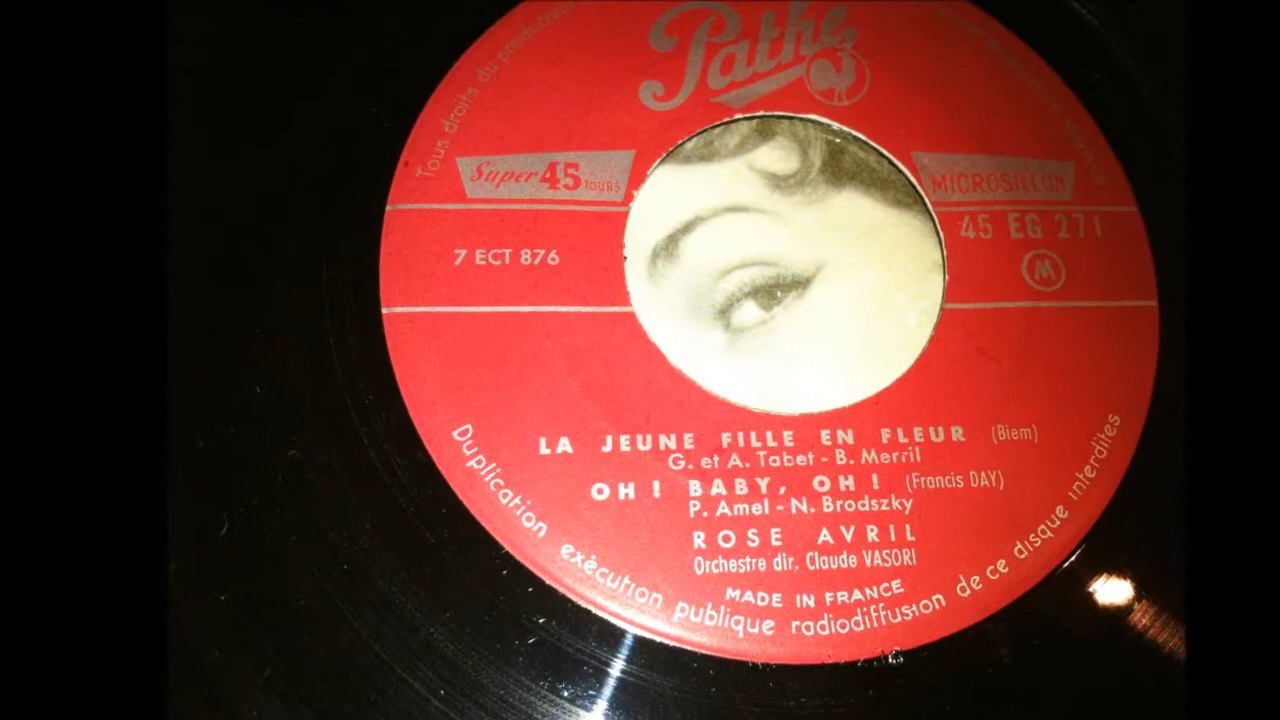 Pathé
Tous droits du producteur
Super 45 TOURS
MICROSILLON
7 ECT 876
45 EG 271
M
LA JEUNE FILLE EN FLEUR (Biem)
G. et A. Tabet - B. Merril
OH ! BABY, OH ! (Francis DAY)
P. Amel - N. Brodszky
ROSE AVRIL
Orchestre dir. Claude VASORI
MADE IN FRANCE
Duplication exécution publique radiodiffusion de ce disque interdites